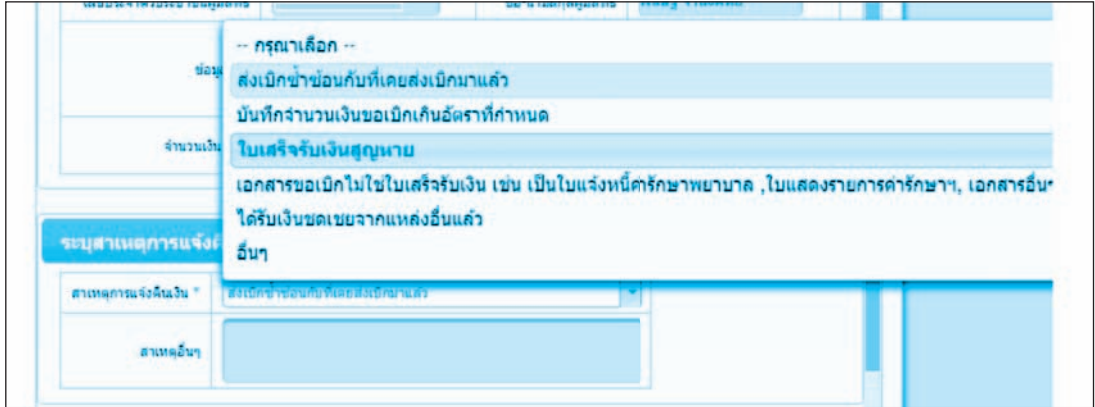 -- กรุณาเลือก --
ส่งเบิกซ้ำซ้อนกับที่เคยส่งเบิกมาแล้ว
บันทึกจำนวนเงินขอเบิกเกินอัตราที่กำหนด
ใบเสร็จรับเงินสูญหาย
เอกสารขอเบิกไม่ใช่ใบเสร็จรับเงิน เช่น เป็นใบแจ้งหนี้ค่ารักษาพยาบาล ,ใบแสดงรายการค่ารักษาฯ, เอกสารอื่นๆ
ได้รับเงินชดเชยจากแหล่งอื่นแล้ว
อื่นๆ
จำนวนเงิน
ระบุสาเหตุการแจ้ง
สาเหตุการแจ้งคืนเงิน * ส่งเบิกซ้ำซ้อนกับที่เคยส่งเบิกมาแล้ว
สาเหตุอื่นๆ